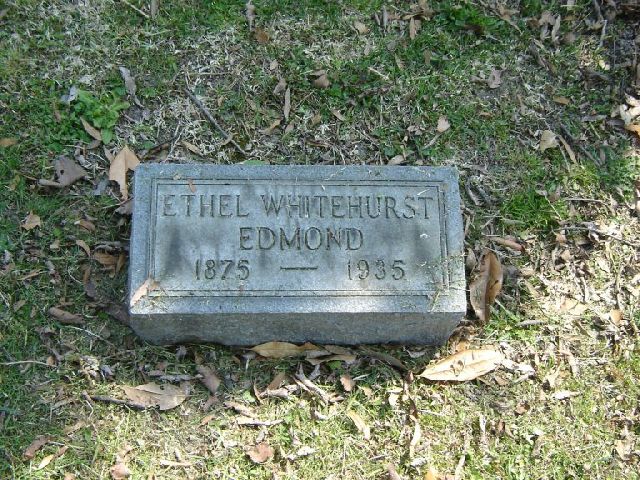 ETHEL WHITEHURST
EDMOND
1875 — 1935